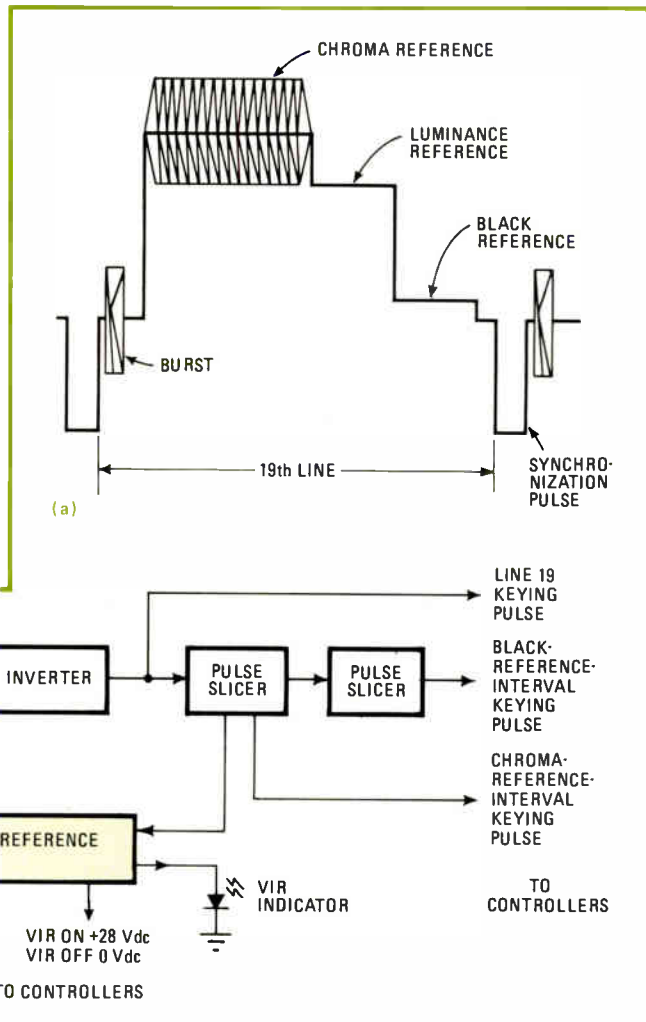 CHROMA REFERENCE
LUMINANCE
REFERENCE
BLACK
REFERENCE
BURST
19th LINE
SYNCHRO-
NIZATION
PULSE
(a)
LINE 19
KEYING
PULSE
INVERTER
PULSE
SLICER
PULSE
SLICER
BLACK-
REFERENCE-
INTERVAL
KEYING
PULSE
CHROMA-
REFERENCE-
INTERVAL
KEYING
PULSE
REFERENCE
VIR
INDICATOR
TO
CONTROLLERS
VIR ON +28 Vdc
VIR OFF 0 Vdc
TO CONTROLLERS